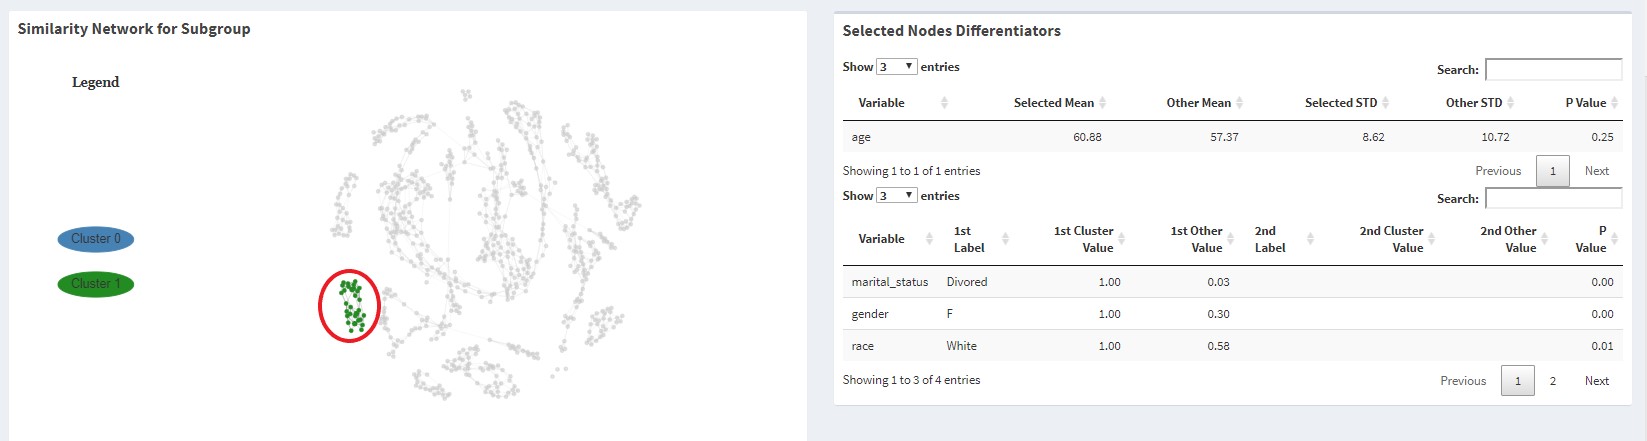 Similarity Network for Subgroup
Legend
Cluster 0
Cluster 1
Selected Nodes Differentiators
Show 3 entries
Search:
Variable Selected Mean Other Mean Selected STD Other STD P Value
age 60.88 57.37 8.62 10.72 0.25
Showing 1 to 1 of 1 entries
Previous 1 Next
Show 3 entries
Search:
Variable 1st Label 1st Cluster Value 1st Other Value 2nd Label 2nd Cluster Value 2nd Other Value P Value
marital_status Divored 1.00 0.03 0.00
gender F 1.00 0.30 0.00
race White 1.00 0.58 0.01
Showing 1 to 3 of 4 entries
Previous 1 2 Next